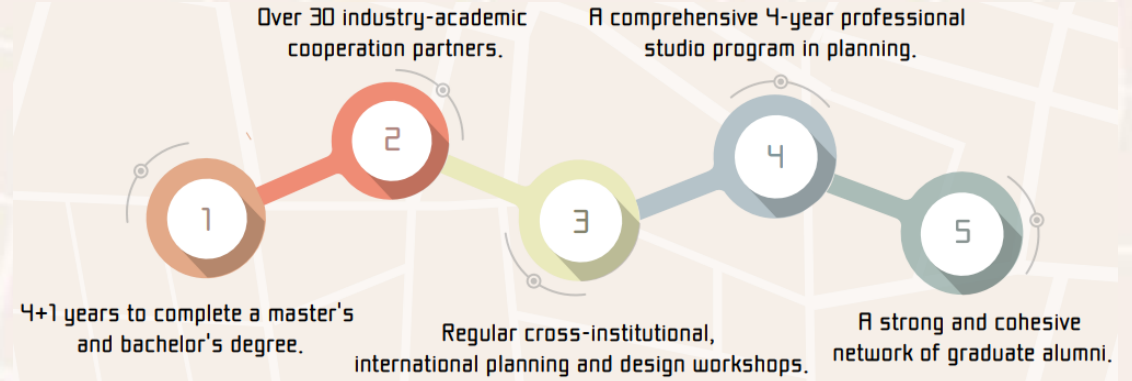 Over 30 industry-academic
cooperation partners.
A comprehensive 4-year professional
studio program in planning.
1
2
3
4
5
4+1 years to complete a master's
and bachelor's degree.
Regular cross-institutional,
international planning and design workshops.
A strong and cohesive
network of graduate alumni.